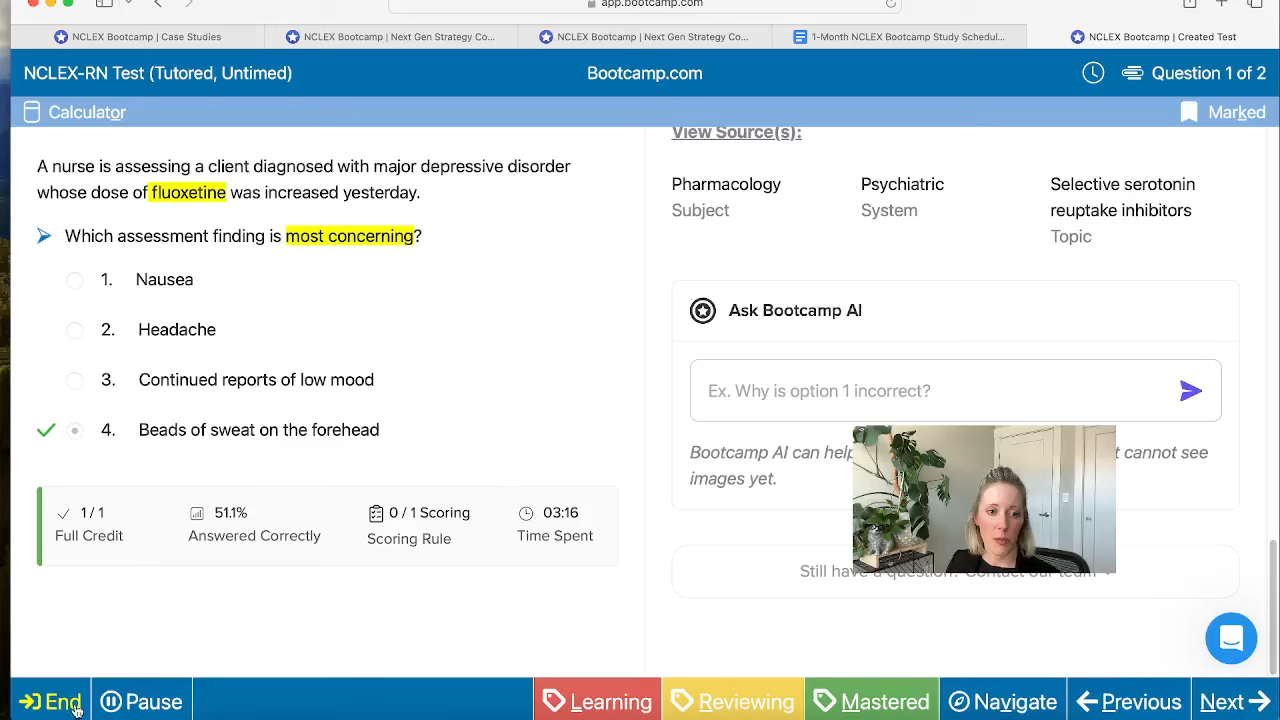 app.bootcamp.com
NCLEX Bootcamp | Case Studies
NCLEX Bootcamp | Next Gen Strategy Co...
NCLEX Bootcamp | Next Gen Strategy Co...
1-Month NCLEX Bootcamp Study Schedul...
NCLEX Bootcamp | Created Test
NCLEX-RN Test (Tutored, Untimed)
Bootcamp.com
Question 1 of 2
Calculator
Marked
A nurse is assessing a client diagnosed with major depressive disorder
whose dose of fluoxetine was increased yesterday.
Which assessment finding is most concerning?
1. Nausea
2. Headache
3. Continued reports of low mood
4. Beads of sweat on the forehead
1 / 1
Full Credit
51.1%
Answered Correctly
0 / 1 Scoring
Scoring Rule
03:16
Time Spent
View Source(s):
Pharmacology
Subject
Psychiatric
System
Selective serotonin
reuptake inhibitors
Topic
Ask Bootcamp AI
Ex. Why is option 1 incorrect?
Bootcamp AI can help t cannot see
images yet.
Still have a question? Contact our team >
End
Pause
Learning
Reviewing
Mastered
Navigate
Previous
Next